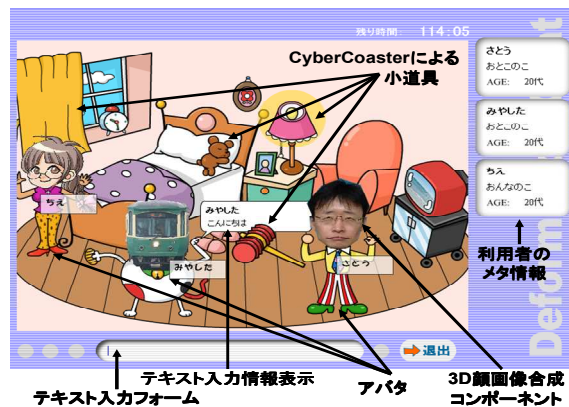 残り時間: 114:05
CyberCoasterによる
小道具
さとう
おとこのこ
AGE: 20代
みやした
おとこのこ
AGE: 20代
ちえ
おんなのこ
AGE: 20代
ちえ
みやした
こんにちは
みやした
さとう
利用者の
メタ情報
退出
テキスト入力フォーム
テキスト入力情報表示
アバタ
3D顔画像合成
コンポーネント